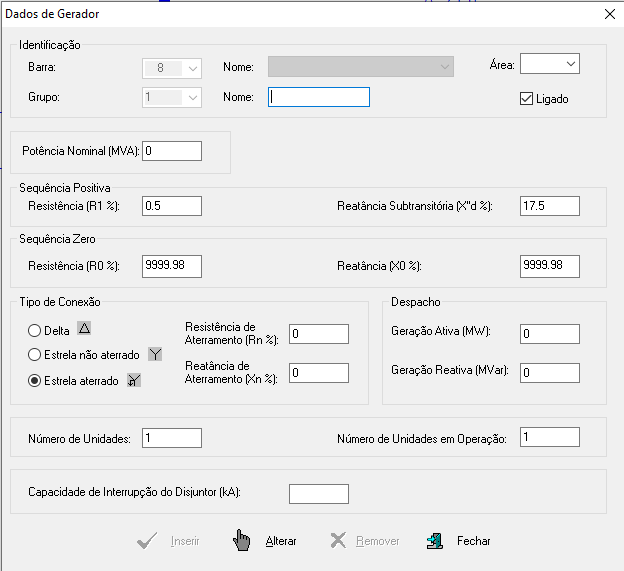 Dados de Gerador
Identificação
Barra: 8 Nome: Área:
Grupo: 1 Nome: Ligado
Potência Nominal (MVA): 0
Sequência Positiva
Resistência (R1 %): 0.5 Reatância Subtransitória (X"d %): 17.5
Sequência Zero
Resistência (R0 %): 9999.98 Reatância (X0 %): 9999.98
Tipo de Conexão
Delta
Estrela não aterrado
Estrela aterrado
Resistência de
Aterramento (Rn %): 0
Reatância de
Aterramento (Xn %): 0
Despacho
Geração Ativa (MW): 0
Geração Reativa (MVar): 0
Número de Unidades: 1 Número de Unidades em Operação: 1
Capacidade de Interrupção do Disjuntor (kA):
Inserir Alterar Remover Fechar